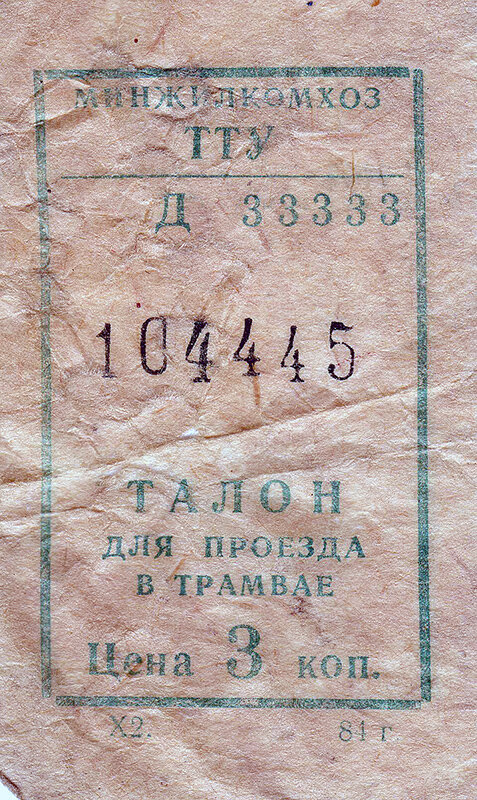 МИНЖИЛКОМХОЗ
ТТУ
Д 33333
104445
ТАЛОН
ДЛЯ ПРОЕЗДА
В ТРАМВАЕ
Цена 3 коп.
Х2. 81 г.